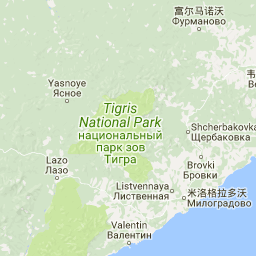 富尔马诺沃
Фурманово
Yasnoye
Ясное
Tigris
National Park
национальный
парк зов
Тигра
Shcherbakovka
Щербаковка
Lazo
Лазо
Brovki
Бровки
Listvennaya
Лиственная
米洛格拉多沃
Милоградово
Valentin
Валентин